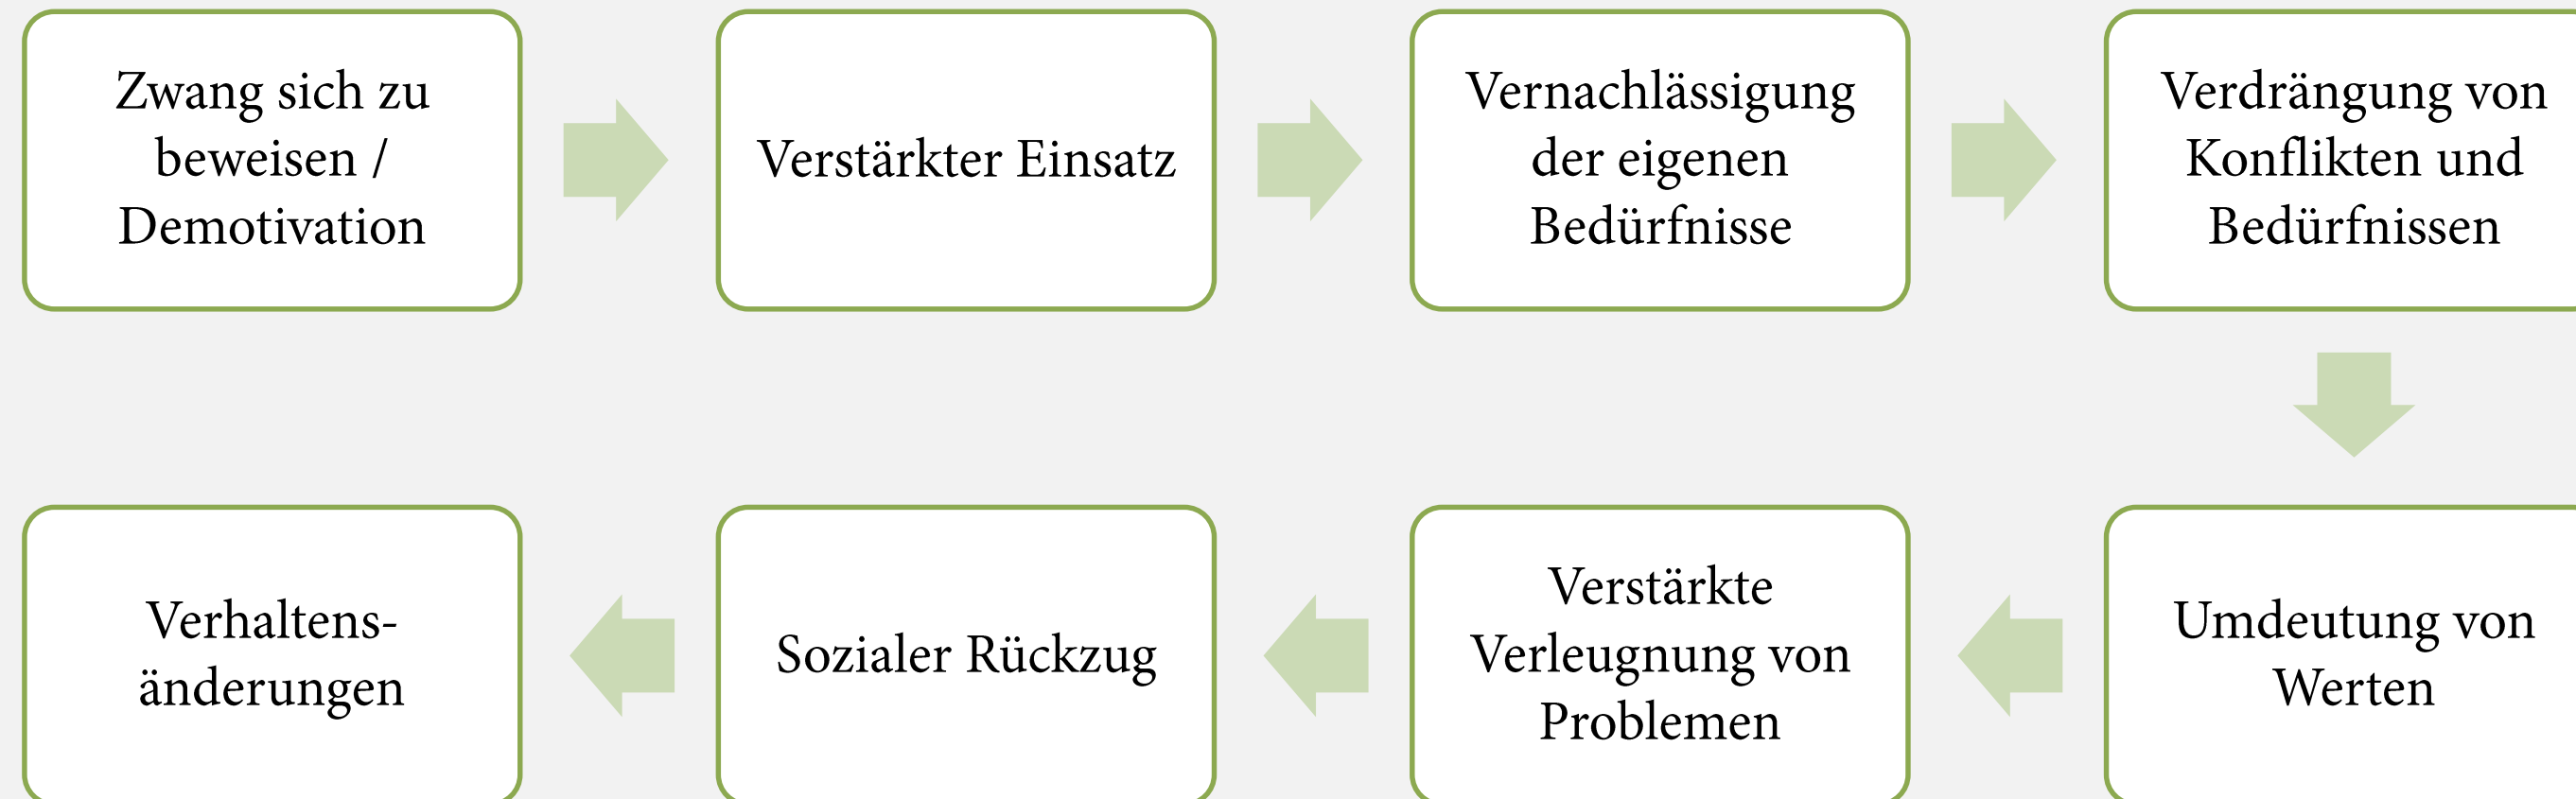 Zwang sich zu
beweisen /
Demotivation
Verstärkter Einsatz
Vernachlässigung
der eigenen
Bedürfnisse
Verdrängung von
Konflikten und
Bedürfnissen
Umdeutung von
Werten
Verstärkte
Verleugnung von
Problemen
Sozialer Rückzug
Verhaltens-
änderungen